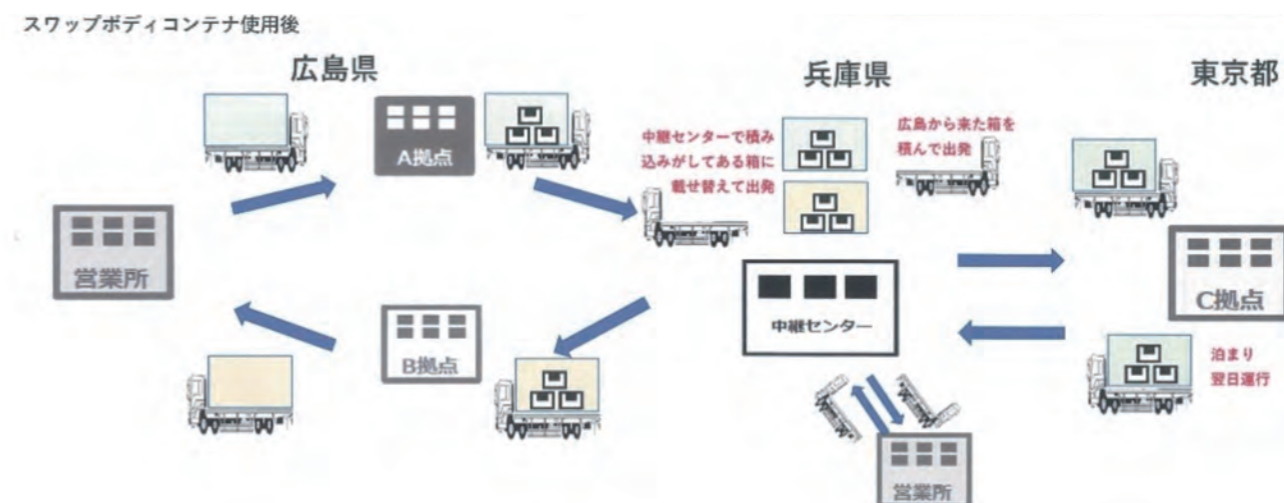 スワップボディコンテナ使用後
広島県
兵庫県
東京都
A拠点
中継センターで積み
込みがしてある箱に
載せ替えて出発
広島から来た箱を
積んで出発
営業所
中継センター
C拠点
B拠点
泊まり
翌日運行
営業所